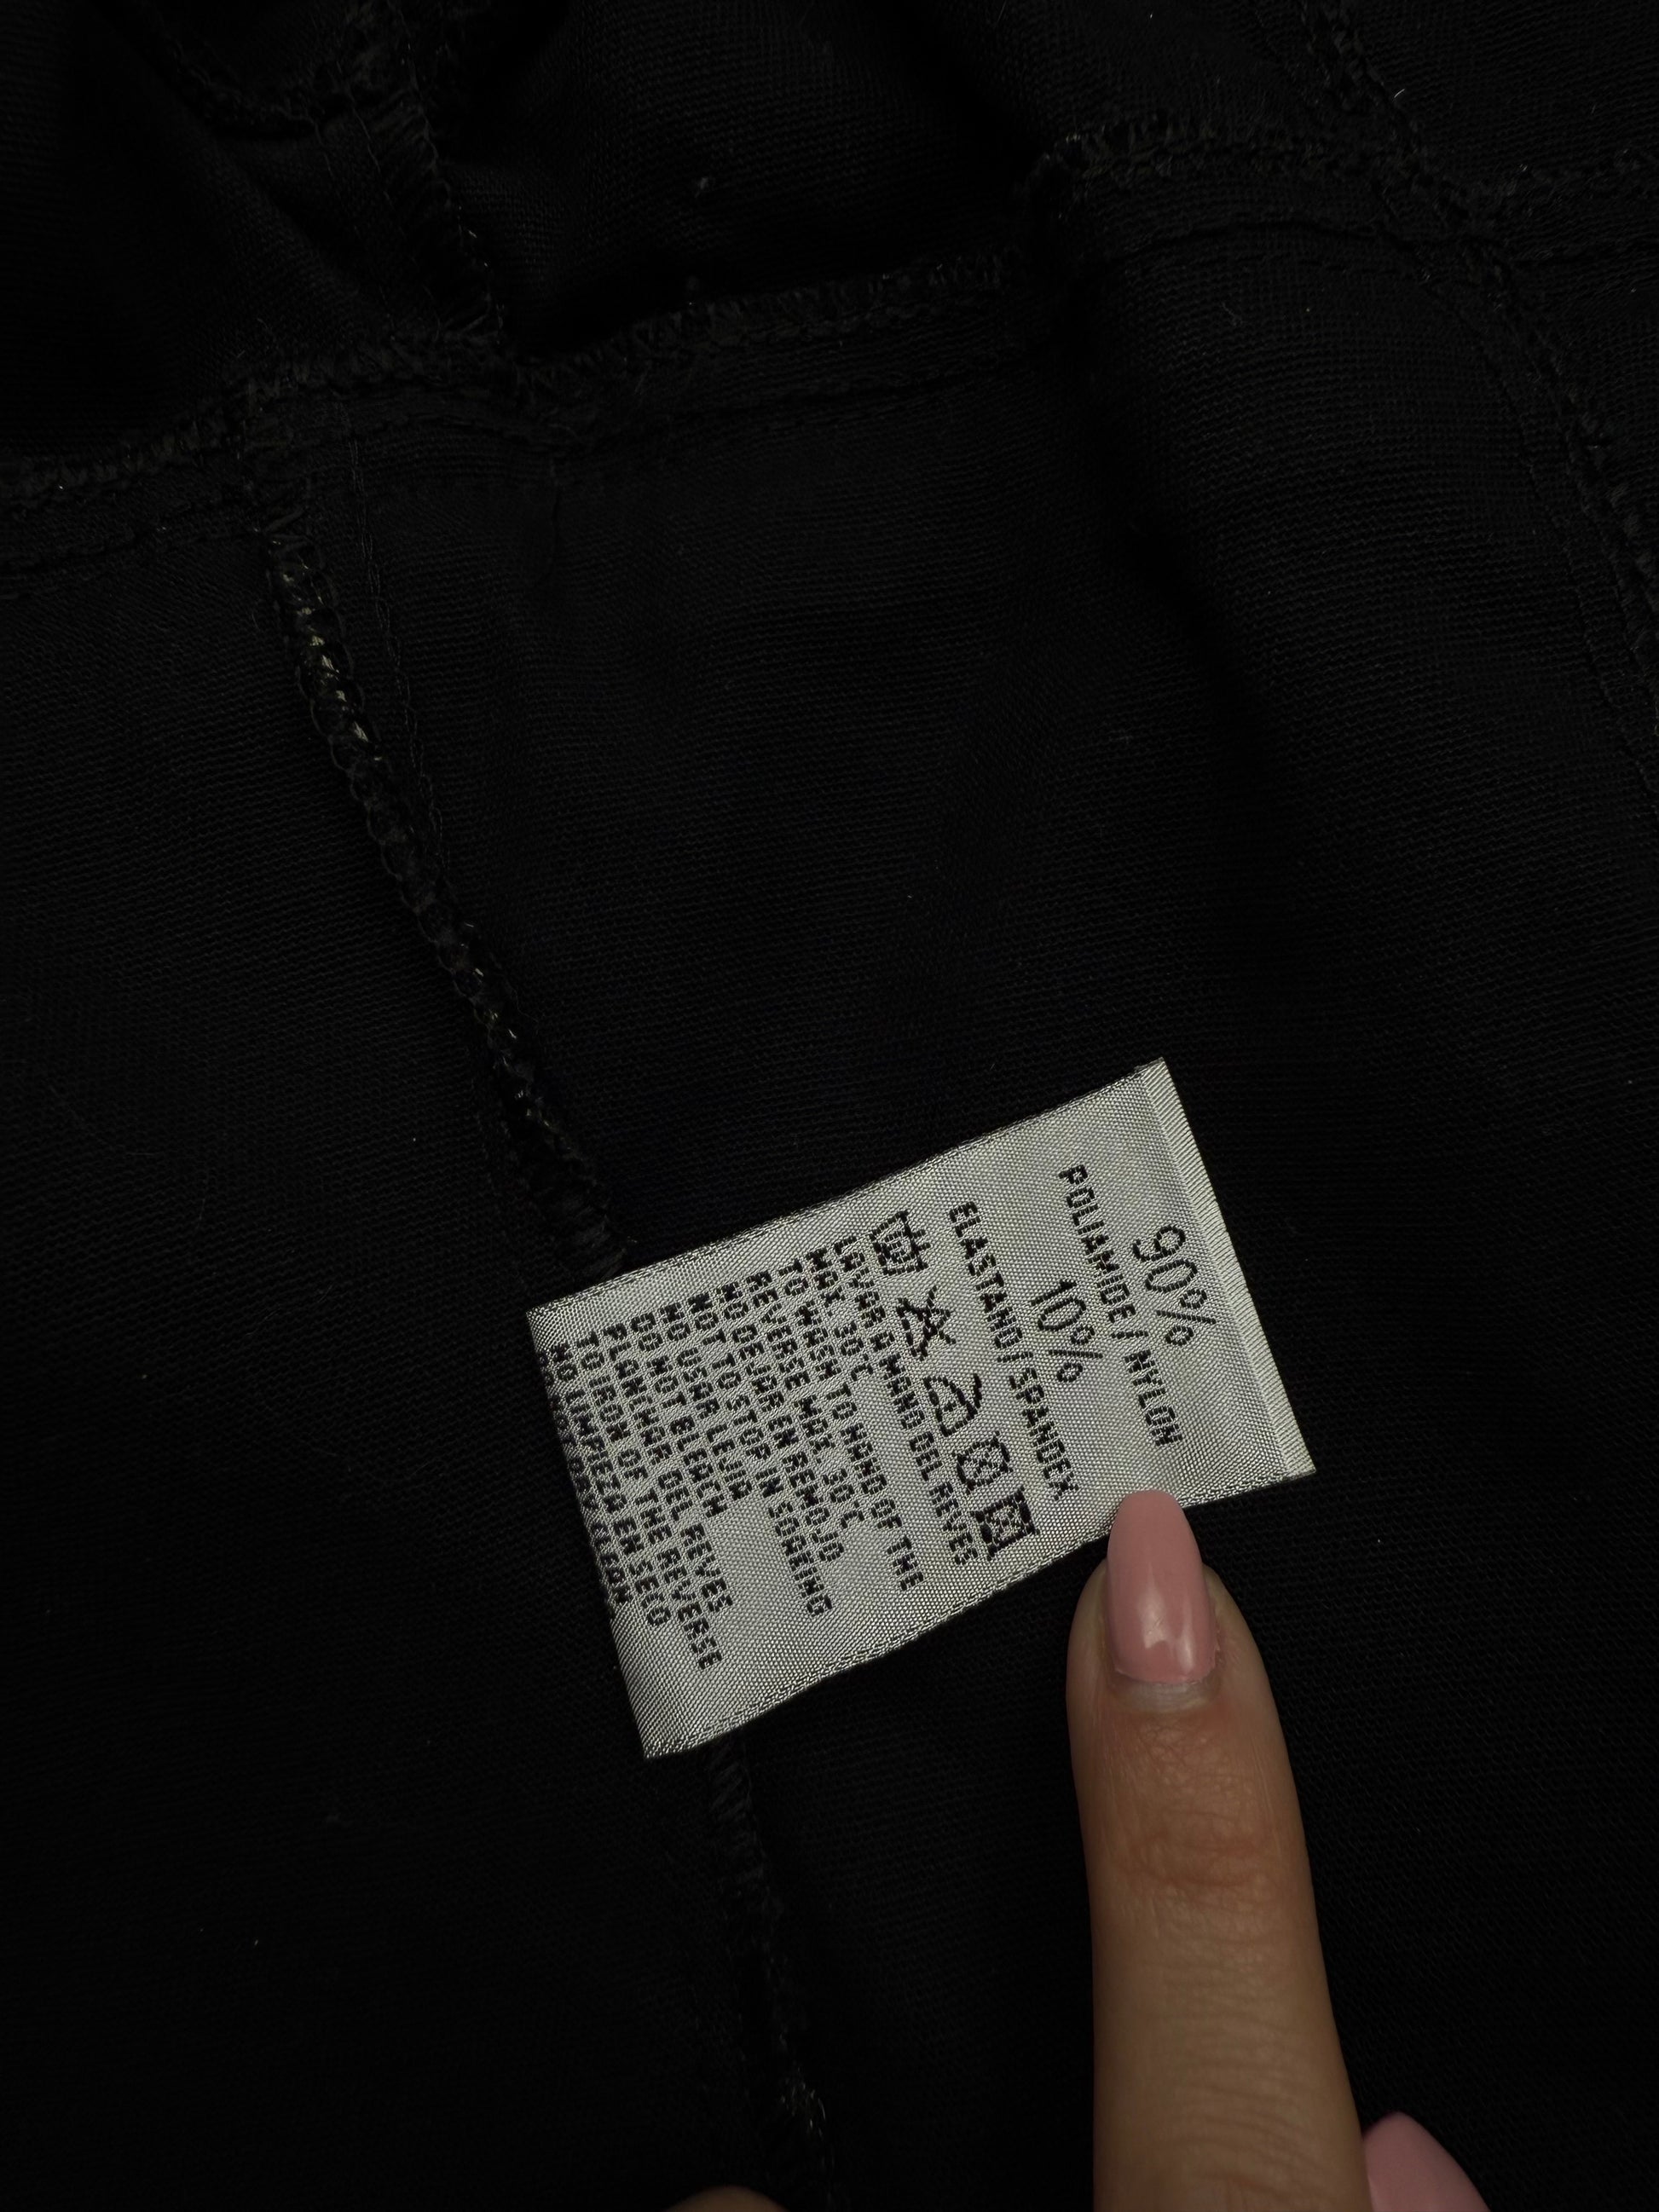 90%
POLIAMIDE / NYLON
10%
ELASTANO/SPANDEX
LAVAR A MANO DEL REVES
MAX. 30°C
TO WASH TO HAND OF THE
REVERSE MAX. 30°C
NO DEJAR EN REMOJO
NOT TO STOP IN SOAKING
NO USAR LEJIA
DO NOT BLEACH
PLANCHAR DEL REVES
TO IRON OF THE REVERSE
NO LIMPIEZA EN SECO